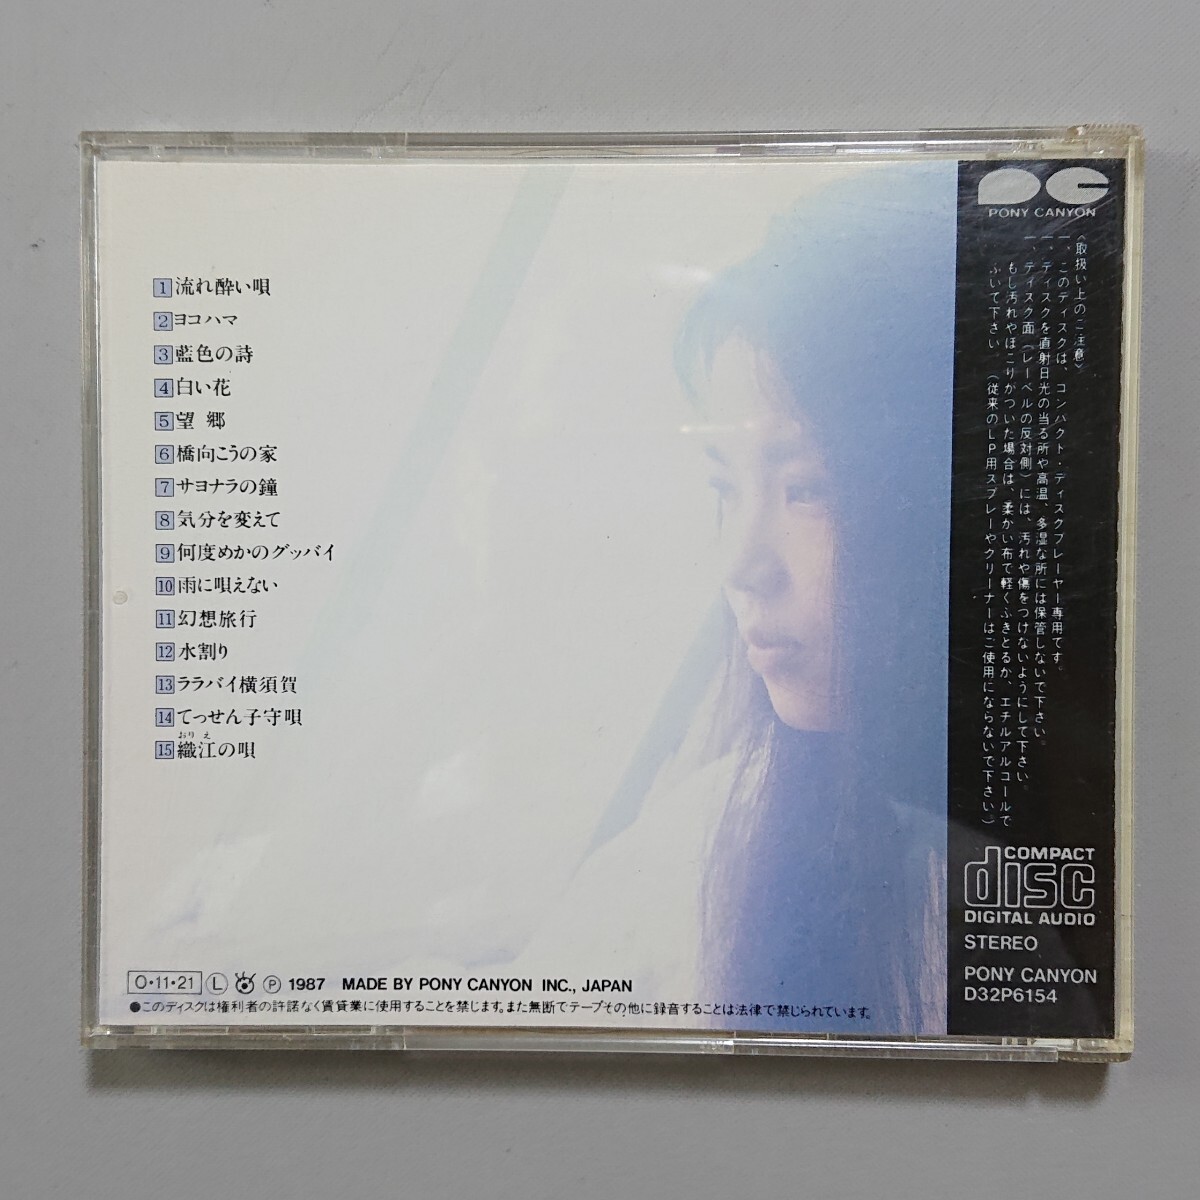 1 流れ酔い唄
2 ヨコハマ
3 藍色の詩
4 白い花
5 望郷
6 橋向こうの家
7 サヨナラの鐘
8 気分を変えて
9 何度めかのグッバイ
10 雨に唄えない
11 幻想旅行
12 水割り
13 ララバイ横須賀
14 てっせん子守唄
おりえ
15 織江の唄
O・11・21 L P 1987 MADE BY PONY CANYON INC., JAPAN
●このディスクは権利者の許諾なく賃貸業に使用することを禁じます。また無断でテープその他に録音することは法律で禁じられています。
PONY CANYON
《取扱い上のご注意》
一、このディスクは、コンパクト・ディスクプレーヤー専用です。
一、ディスクを直射日光の当る所や高温、多湿な所には保管しないで下さい。
一、ディスク面(レーベルの反対側)には、汚れや傷をつけないようにして下さい。
もし汚れやほこりがついた場合は、柔かい布で軽くふきとるか、エチルアルコールで
ふいて下さい。(従来のLP用スプレーやクリーナーはご使用にならないで下さい)
COMPACT
disc
DIGITAL AUDIO
STEREO
PONY CANYON
D32P6154